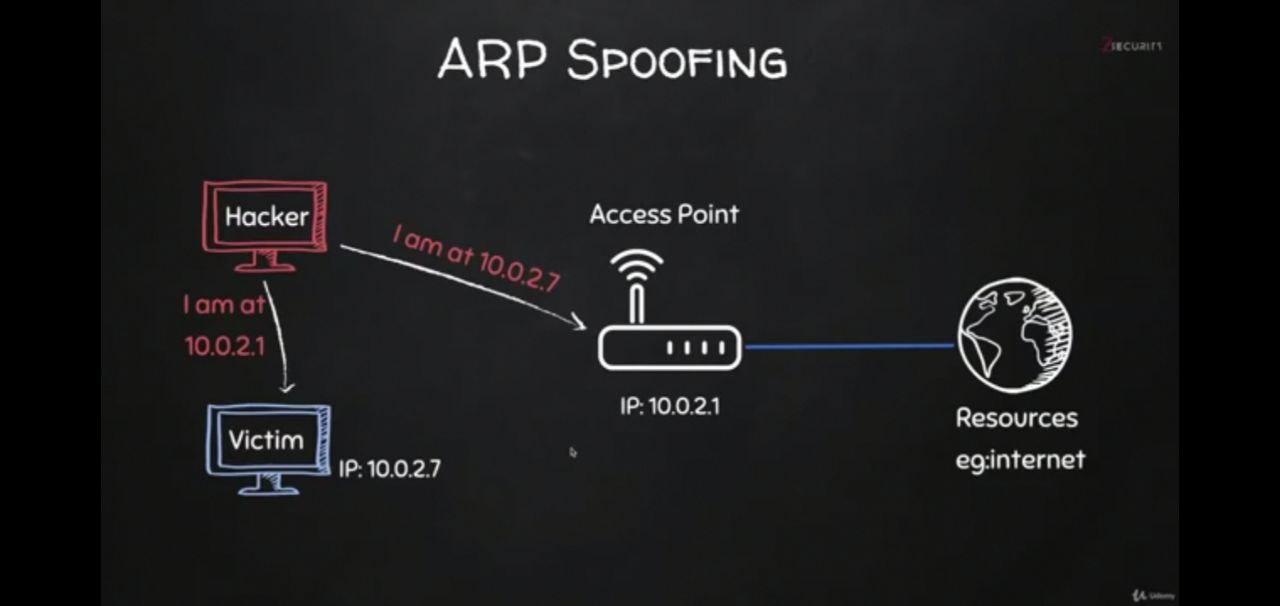 ARP SPOOFING
ZSECURITY
Hacker
I am at 10.0.2.7
Access Point
I am at
10.0.2.1
Victim
IP: 10.0.2.7
IP: 10.0.2.1
Resources
eg:internet
Udemy